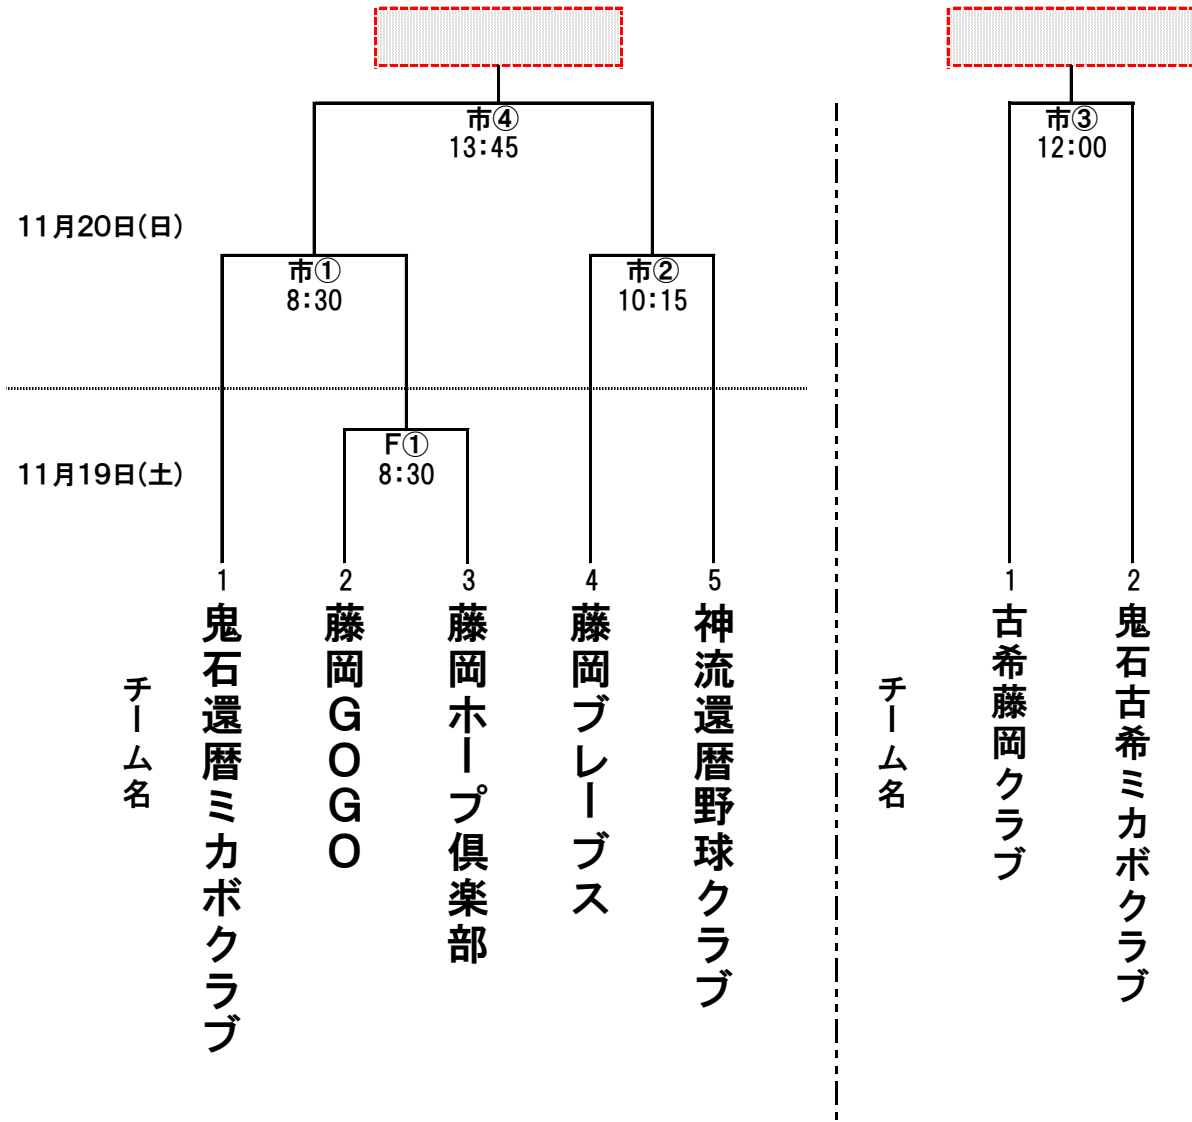 市④
13:45
市③
12:00
11月20日(日)
市①
8:30
市②
10:15
F①
8:30
11月19日(土)
1
2
3
4
5
1
2
チーム名
鬼石還暦ミカボクラブ
藤岡GOGO
藤岡ホープ倶楽部
藤岡ブレーブス
神流還暦野球クラブ
チーム名
古希藤岡クラブ
鬼石古希ミカボクラブ